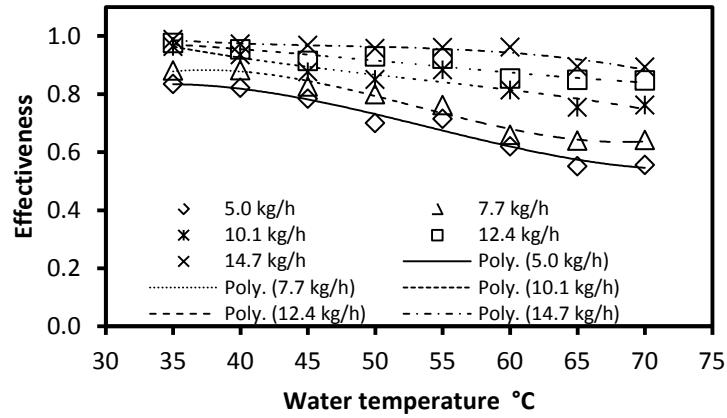 1.0
0.8
0.6
0.4
0.2
0.0
Effectiveness
5.0 kg/h 7.7 kg/h
10.1 kg/h 12.4 kg/h
14.7 kg/h Poly. (5.0 kg/h)
Poly. (7.7 kg/h) Poly. (10.1 kg/h)
Poly. (12.4 kg/h) Poly. (14.7 kg/h)
30 35 40 45 50 55 60 65 70 75
Water temperature °C